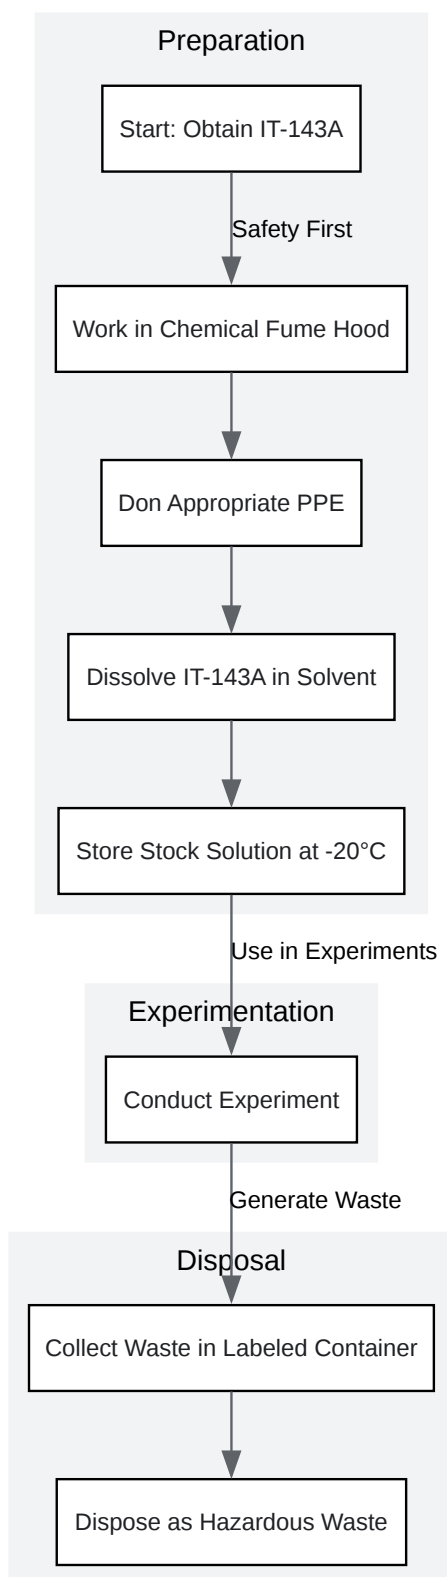 Preparation
Start: Obtain IT-143A
Safety First
Work in Chemical Fume Hood
Don Appropriate PPE
Dissolve IT-143A in Solvent
Store Stock Solution at -20°C
Use in Experiments
Experimentation
Conduct Experiment
Generate Waste
Disposal
Collect Waste in Labeled Container
Dispose as Hazardous Waste